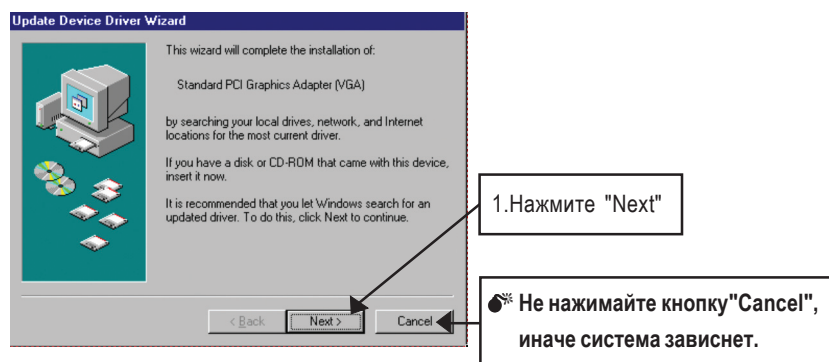 Update Device Driver Wizard
This wizard will complete the installation of:
Standard PCI Graphics Adapter (VGA)
by searching your local drives, network, and Internet
locations for the most current driver.
If you have a disk or CD-ROM that came with this device,
insert it now.
It is recommended that you let Windows search for an
updated driver. To do this, click Next to continue.
< Back
Next >
Cancel
1.Нажмите "Next"
Не нажимайте кнопку"Cancel",
иначе система зависнет.